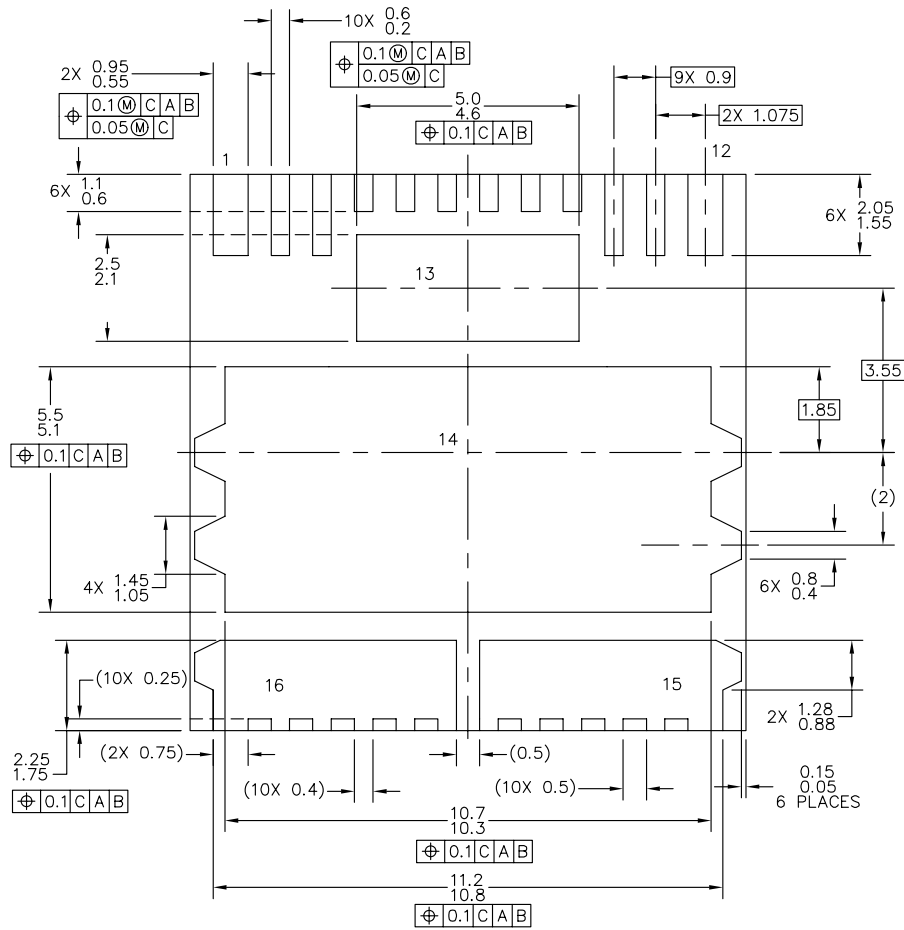 10X 0.6
0.2
0.1 Ⓜ C A B
0.05 Ⓜ C
2X 0.95
0.55
0.1 Ⓜ C A B
0.05 Ⓜ C
5.0
4.6
⌖ 0.1 C A B
9X 0.9
2X 1.075
1
12
6X 1.1
0.6
6X 2.05
1.55
2.5
2.1
13
3.55
1.85
5.5
5.1
⌖ 0.1 C A B
14
(2)
4X 1.45
1.05
6X 0.8
0.4
(10X 0.25)
16
15
2X 1.28
0.88
2.25
1.75
⌖ 0.1 C A B
(2X 0.75)
(0.5)
(10X 0.4)
(10X 0.5)
0.15
0.05
6 PLACES
10.7
10.3
⌖ 0.1 C A B
11.2
10.8
⌖ 0.1 C A B